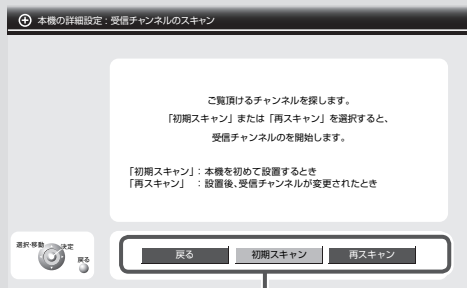 本機の詳細設定：受信チャンネルのスキャン
ご覧頂けるチャンネルを探します。
「初期スキャン」または「再スキャン」を選択すると、
受信チャンネルのを開始します。
「初期スキャン」：本機を初めて設置するとき
「再スキャン」　：設置後、受信チャンネルが変更されたとき
選択・移動 決定
戻る
戻る 初期スキャン 再スキャン